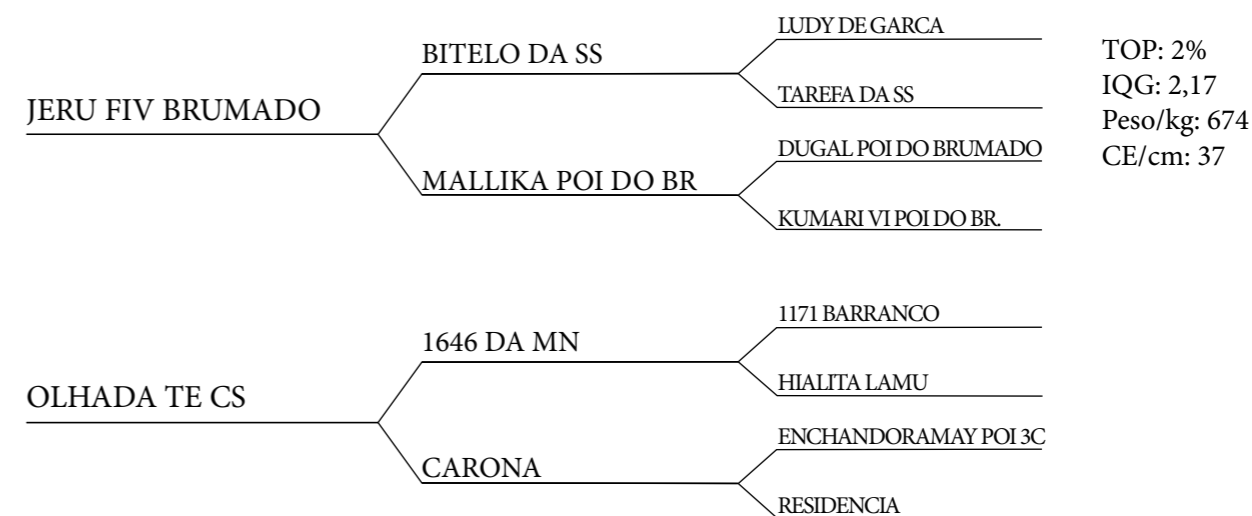 LUDY DE GARCA
BITELO DA SS
TAREFA DA SS
JERU FIV BRUMADO
DUGAL POI DO BRUMADO
MALLIKA POI DO BR
KUMARI VI POI DO BR.
TOP: 2%
IQG: 2,17
Peso/kg: 674
CE/cm: 37
1171 BARRANCO
1646 DA MN
HIALITA LAMU
OLHADA TE CS
ENCHANDORAMAY POI 3C
CARONA
RESIDENCIA